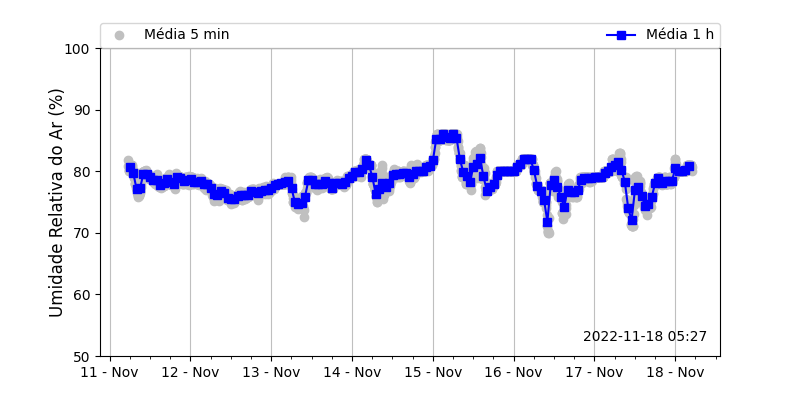 Média 5 min Média 1 h
Umidade Relativa do Ar (%)
100
90
80
70
60
50
2022-11-18 05:27
11 - Nov 12 - Nov 13 - Nov 14 - Nov 15 - Nov 16 - Nov 17 - Nov 18 - Nov